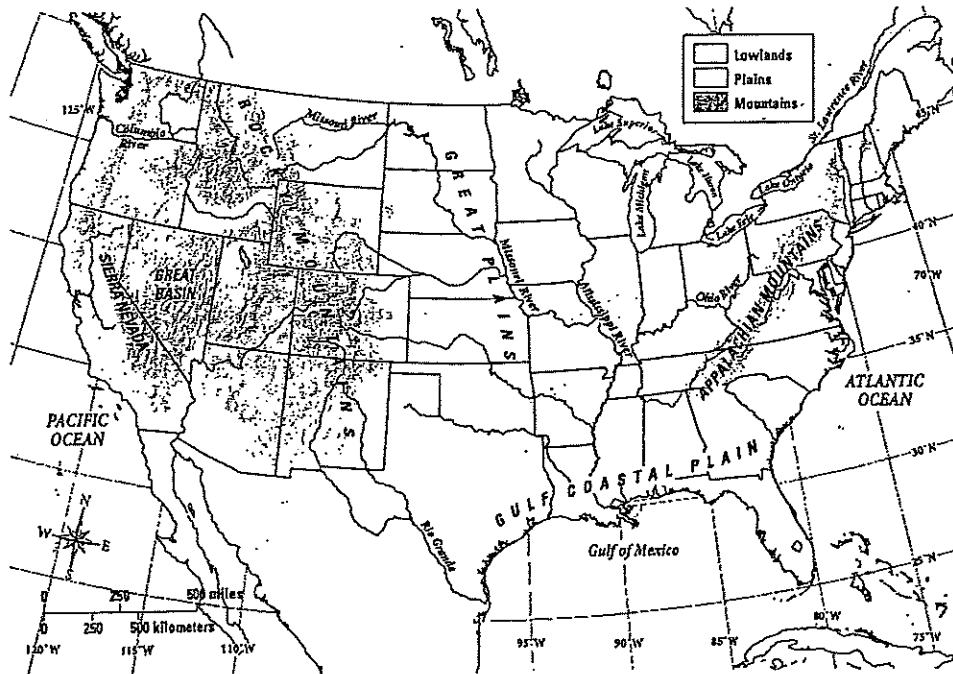 Lowlands
Plains
Mountains
125°W
Columbia River
ROCKY MOUNTAINS
Missouri River
GREAT PLAINS
Lake Superior
Lake Michigan
Lake Huron
Lake Ontario
Lake Erie
St. Lawrence River
65°W
40°N
70°W
SIERRA NEVADA
GREAT BASIN
Missouri River
Mississippi River
Ohio River
APPALACHIAN MOUNTAINS
35°N
ATLANTIC OCEAN
PACIFIC OCEAN
30°N
GULF COASTAL PLAIN
Rio Grande
Gulf of Mexico
25°N
N
W
E
S
0 250 500 miles
0 250 500 kilometers
120°W
115°W
110°W
95°W
90°W
85°W
80°W
75°W